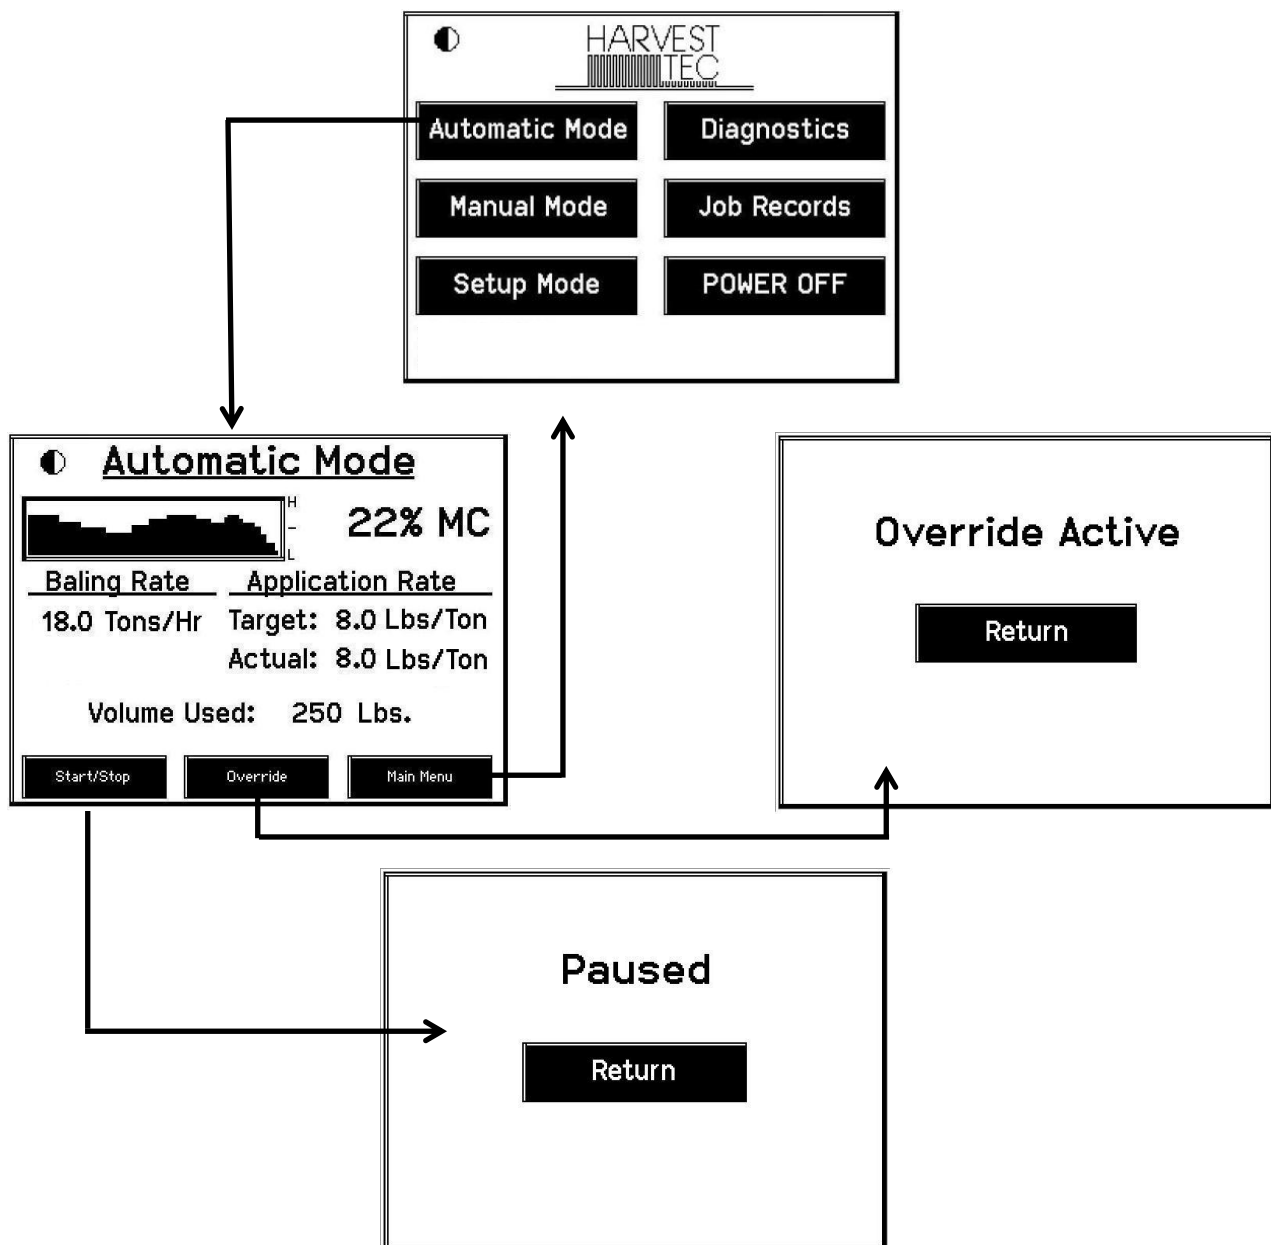 HARVEST
TEC
Automatic Mode
Diagnostics
Manual Mode
Job Records
Setup Mode
POWER OFF
Automatic Mode
H
-
L
22% MC
Baling Rate
Application Rate
18.0 Tons/Hr
Target: 8.0 Lbs/Ton
Actual: 8.0 Lbs/Ton
Volume Used: 250 Lbs.
Start/Stop
Override
Main Menu
Override Active
Return
Paused
Return